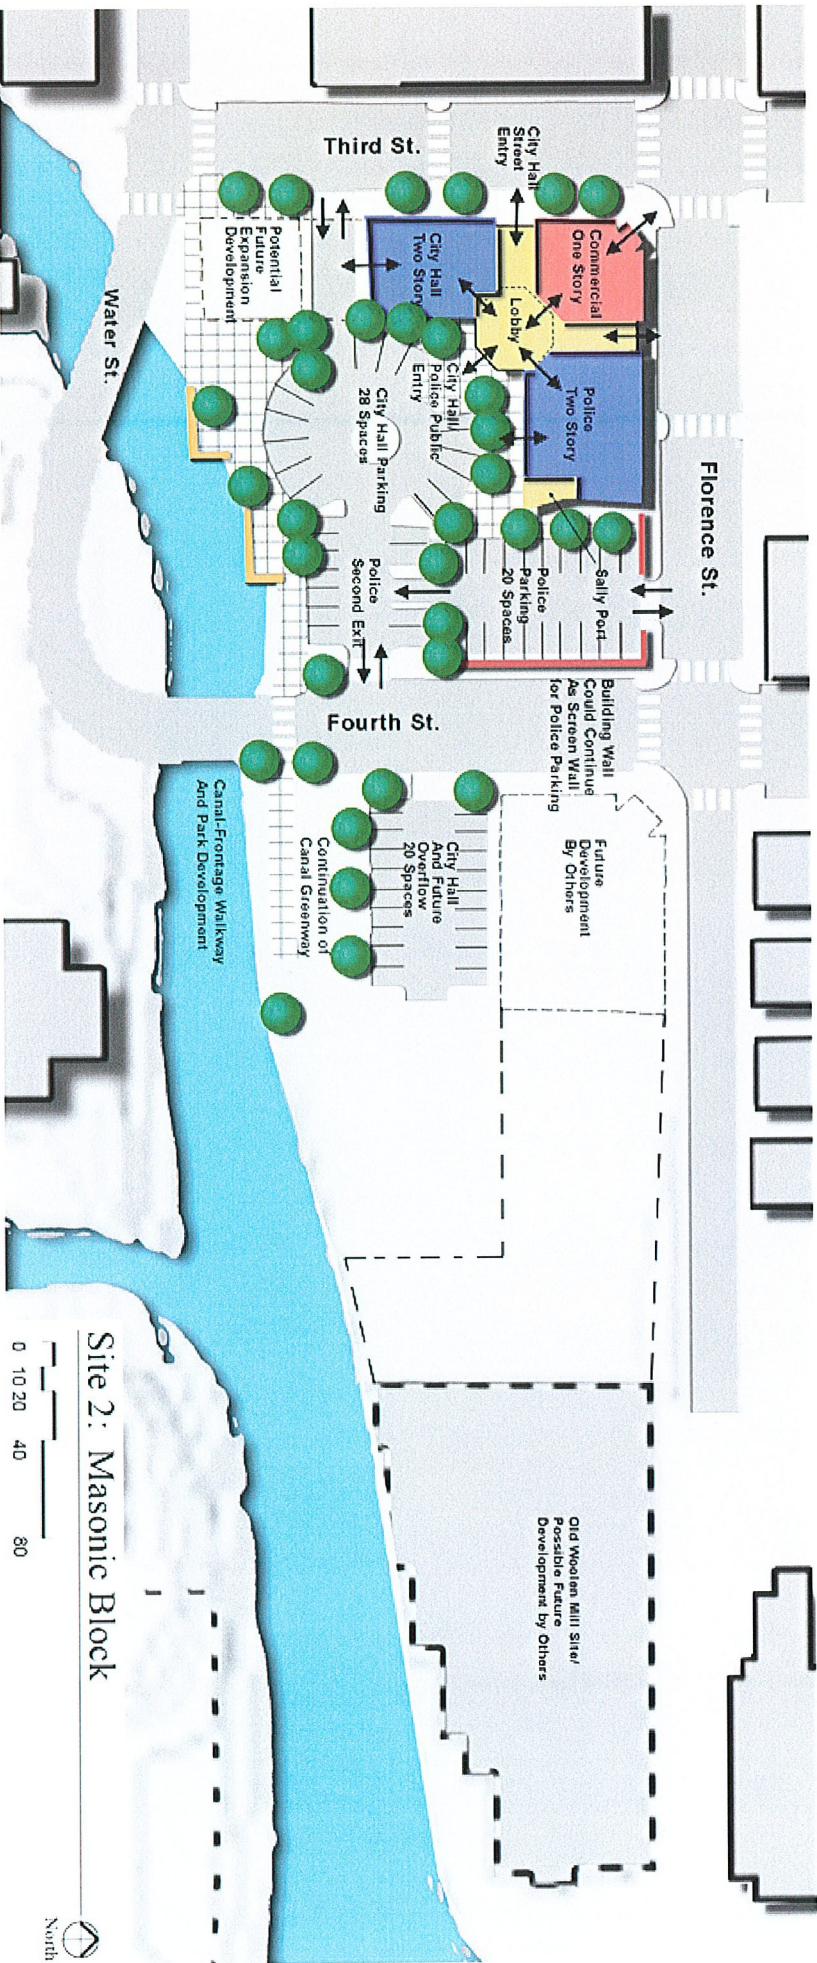 Third St.
City Hall
Street
Entry
Commercial
One Story
City Hall
Two Story
Lobby
Potential
Future
Expansion
Development
Water St.
Police
Two Story
City Hall/
Police Public
Entry
City Hall Parking
28 Spaces
Florence St.
Sally Port
Police
Parking
20 Spaces
Police
Second Exit
Fourth St.
Building Wall
Could Continue
As Screen Wall
for Police Parking
Future
Development
By Others
City Hall
And Future
Overflow
20 Spaces
Continuation of
Canal Greenway
Canal-Frontage Walkway
And Park Development
Old Woolen Mill Site/
Possible Future
Development by Others
Site 2: Masonic Block
0 10 20 40 80
North